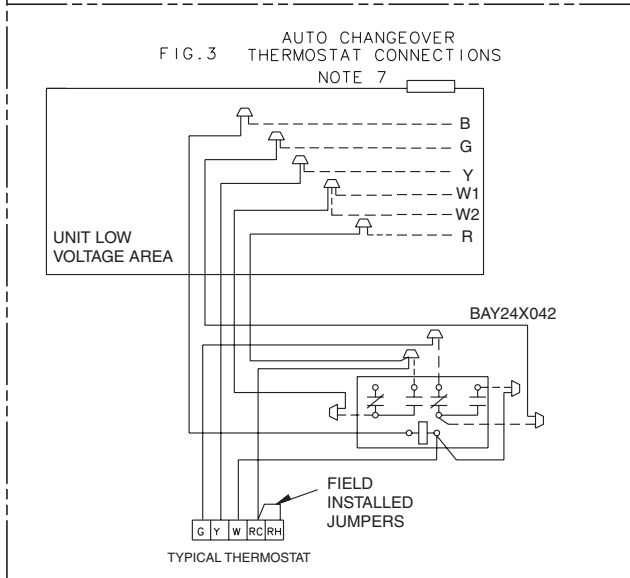 AUTO CHANGEOVER
FIG.3 THERMOSTAT CONNECTIONS
NOTE 7
B
G
Y
W1
W2
R
UNIT LOW
VOLTAGE AREA
BAY24X042
FIELD
INSTALLED
JUMPERS
G Y W RC RH
TYPICAL THERMOSTAT